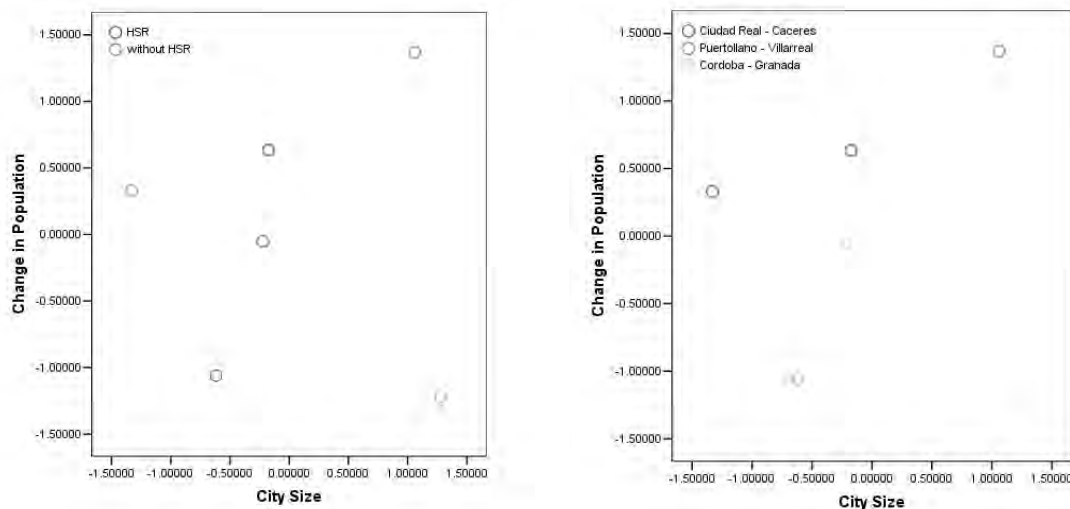 HSR
without HSR
1.50000
1.00000
0.50000
0.00000
-0.50000
-1.00000
-1.50000
Change in Population
-1.50000 -1.00000 -0.50000 0.00000 0.50000 1.00000 1.50000
City Size
Ciudad Real - Caceres
Puertollano - Villarreal
Cordoba - Granada
1.50000
1.00000
0.50000
0.00000
-0.50000
-1.00000
-1.50000
Change in Population
-1.50000 -1.00000 -0.50000 0.00000 0.50000 1.00000 1.50000
City Size